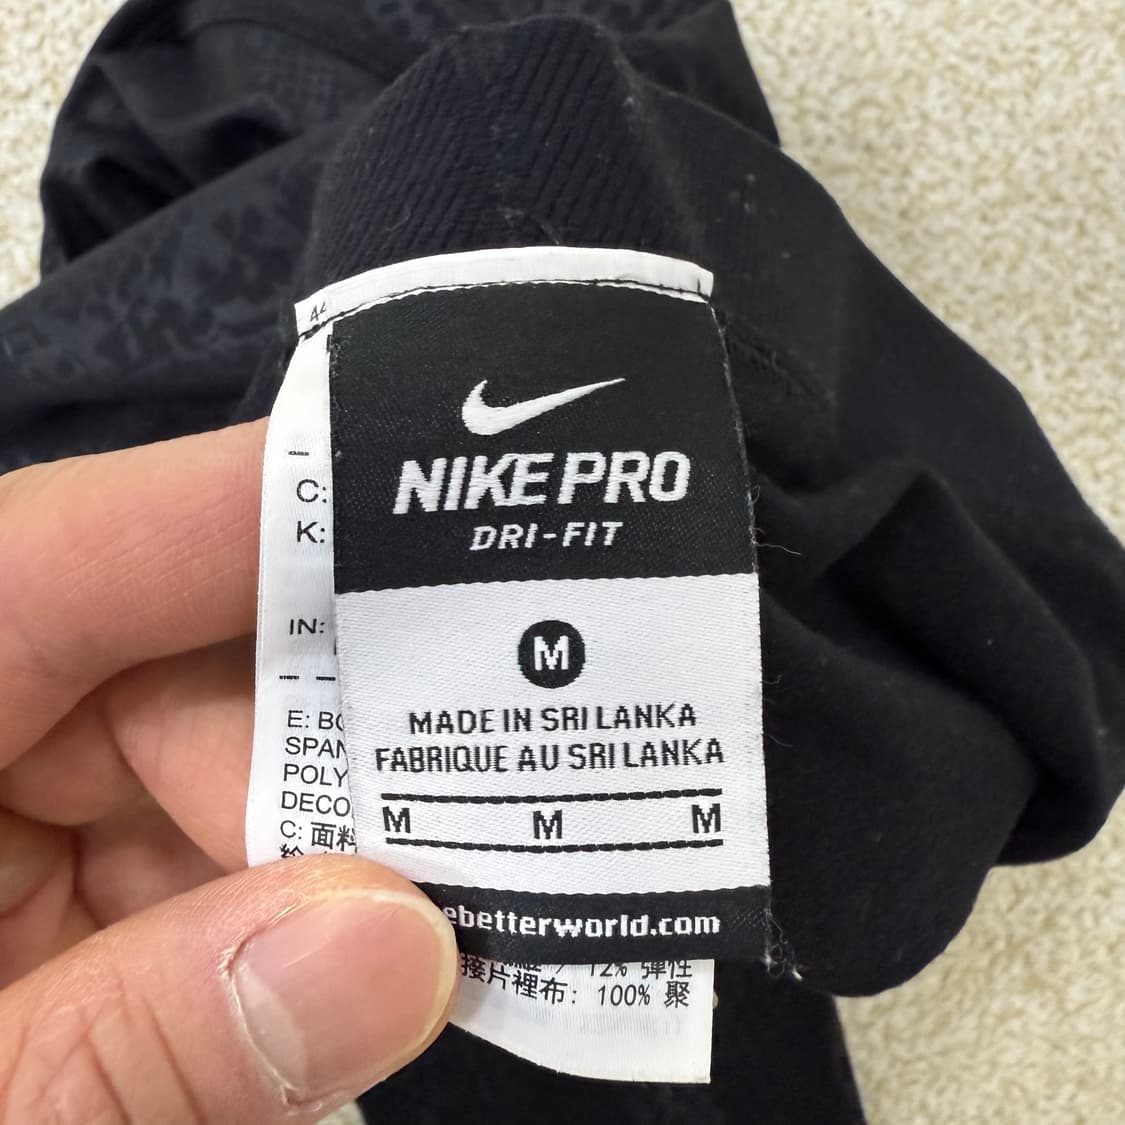 44
NIKE PRO
DRI-FIT
M
MADE IN SRI LANKA
FABRIQUE AU SRI LANKA
M M M
ebetterworld.com
C:
K:
IN:
E: BO
SPAN
POLY
DECO
C: 面料
12% 彈性
接片裡布: 100% 聚